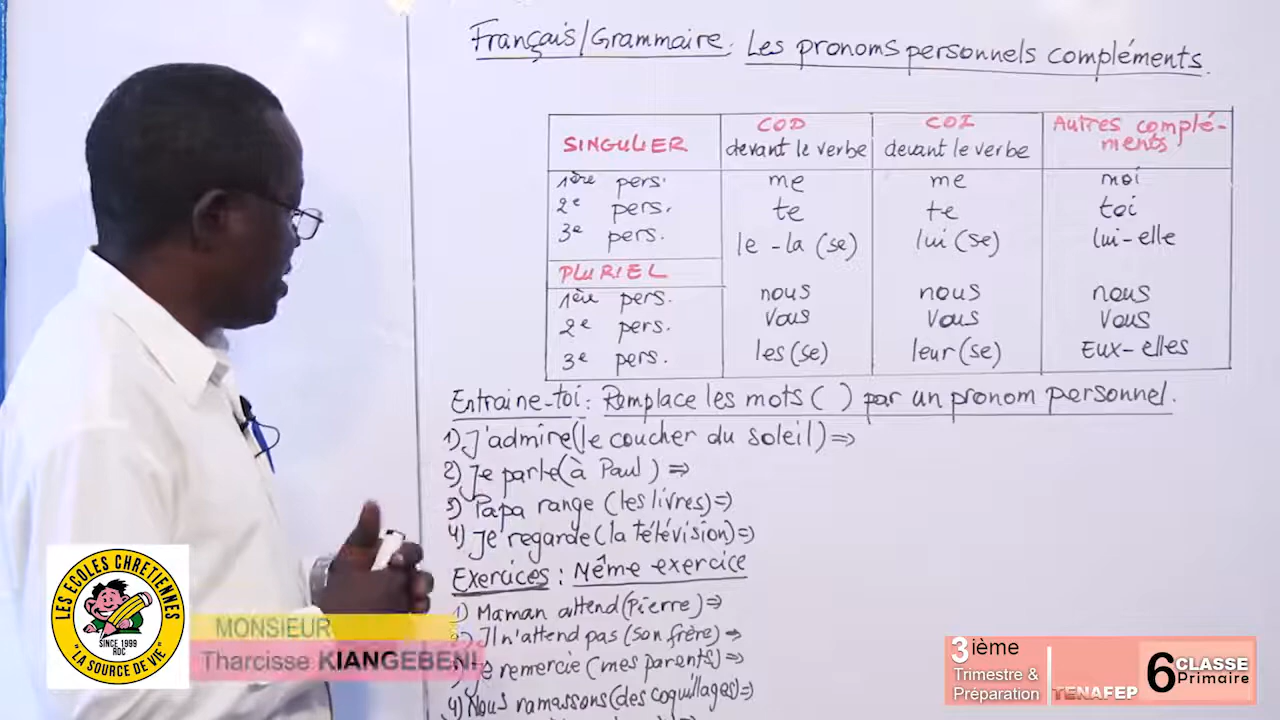 Français/Grammaire: Les pronoms personnels compléments.
SINGULIER COD devant le verbe COI devant le verbe Autres complé-ments
1ère pers. me me moi
2e pers. te te toi
3e pers. le - la (se) lui (se) lui-elle
PLURIEL
1ère pers. nous nous nous
2e pers. Vous Vous Vous
3e pers. les (se) leur (se) Eux-elles
Entraine-toi: Remplace les mots ( ) par un pronom personnel.
1) J'admire (le coucher du soleil) =>
2) Je parle (à Paul) =>
3) Papa range (les livres) =>
4) Je regarde (la télévision) =>
Exercices: Même exercice
1) Maman attend (Pierre) =>
2) Il n'attend pas (son frère) =>
remercie (mes parents) =>
4) Nous ramassons (des coquillages) =>
LES ECOLES CHRETIENNES
SINCE 1999
RDC
"LA SOURCE DE VIE"
MONSIEUR
Tharcisse KIANGEBENI
3ième
Trimestre &
Préparation TENAFEP
6 CLASSE
Primaire